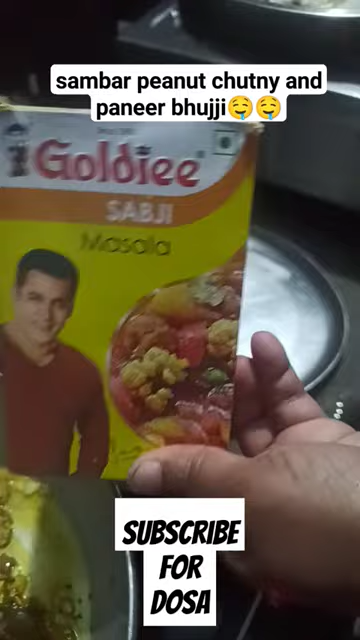 sambar peanut chutny and
paneer bhujji🤤🤤
Goldiee
SABJI
Masala
SUBSCRIBE
FOR
DOSA